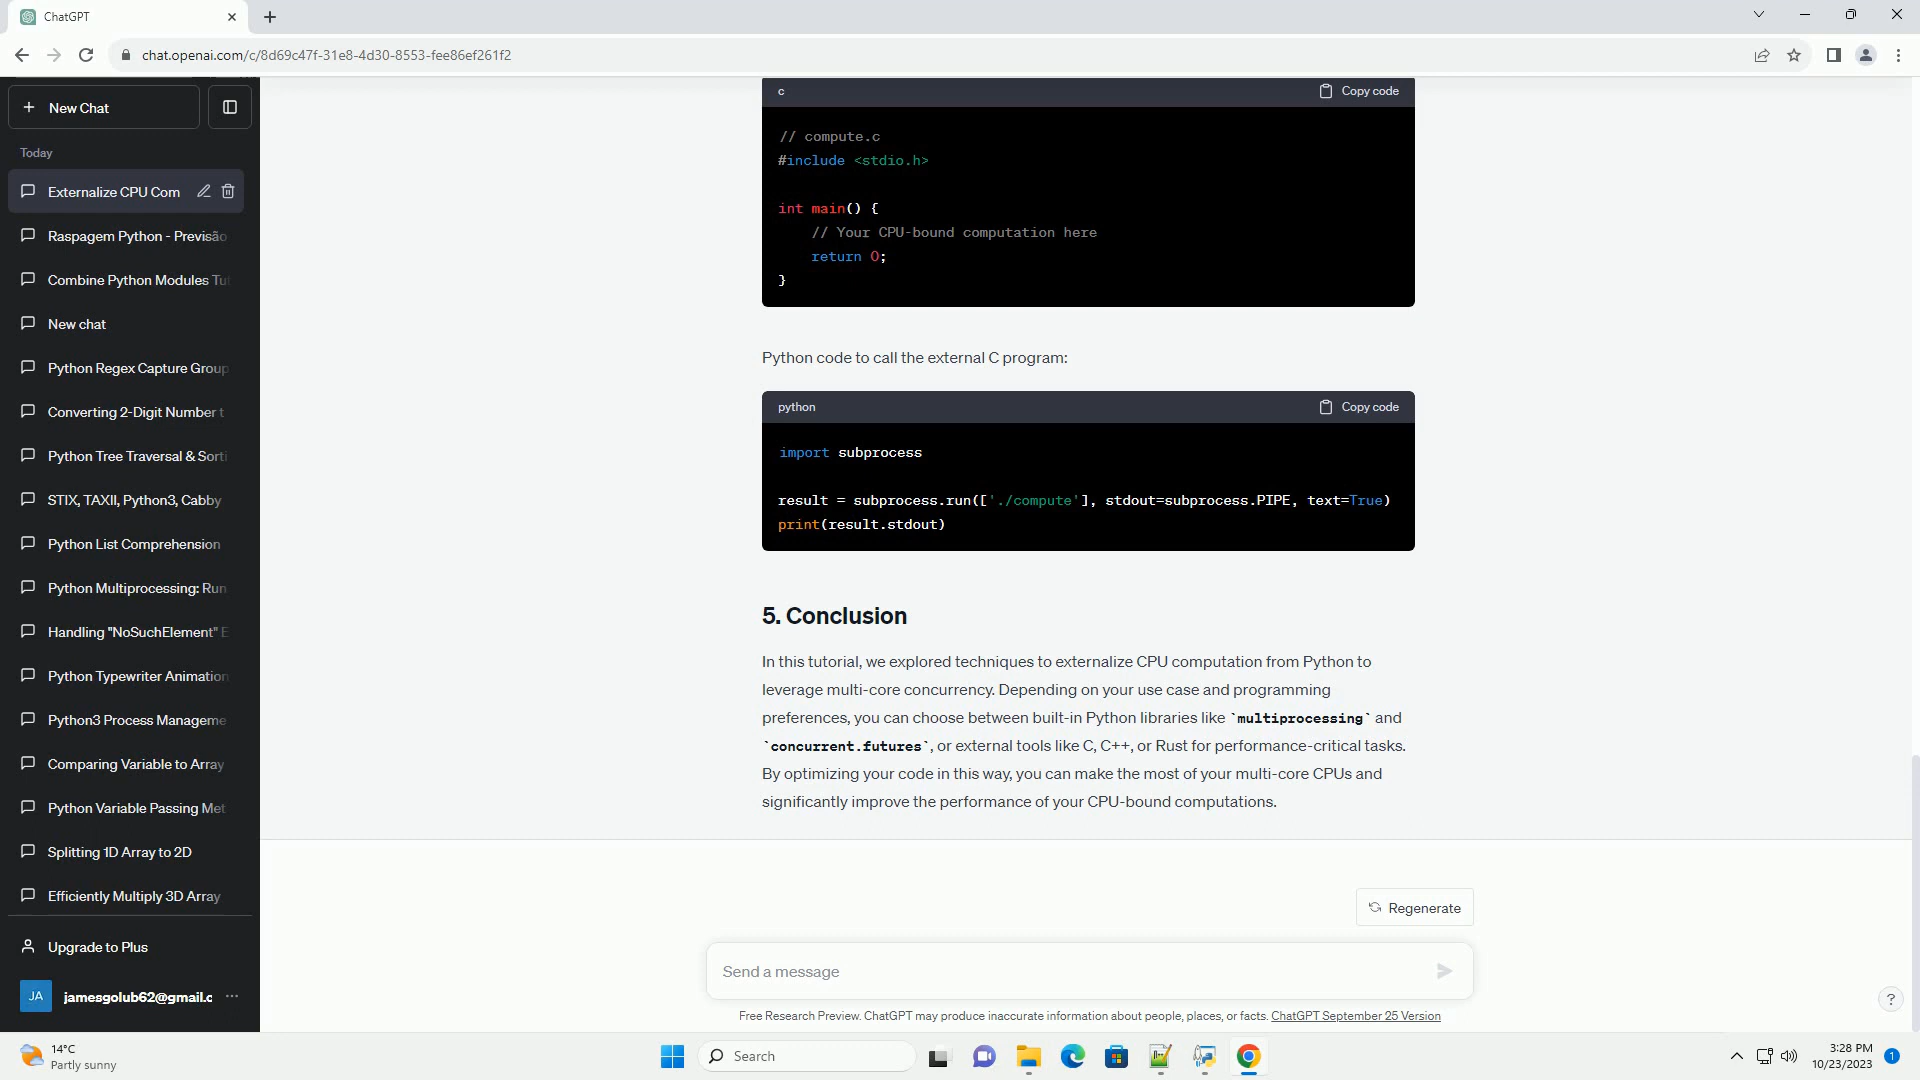 ChatGPT
chat.openai.com/c/8d69c47f-31e8-4d30-8553-fee86ef261f2
New Chat
Today
Externalize CPU Com
Raspagem Python - Previsão
Combine Python Modules Tut
New chat
Python Regex Capture Group
Converting 2-Digit Number t
Python Tree Traversal & Sorti
STIX, TAXII, Python3, Cabby
Python List Comprehension
Python Multiprocessing: Run
Handling "NoSuchElement" E
Python Typewriter Animation
Python3 Process Manageme
Comparing Variable to Array
Python Variable Passing Met
Splitting 1D Array to 2D
Efficiently Multiply 3D Array
Upgrade to Plus
JA jamesgolub62@gmail.c ...
c Copy code
// compute.c
#include <stdio.h>
int main() {
// Your CPU-bound computation here
return 0;
}
Python code to call the external C program:
python Copy code
import subprocess
result = subprocess.run(['./compute'], stdout=subprocess.PIPE, text=True)
print(result.stdout)
5. Conclusion
In this tutorial, we explored techniques to externalize CPU computation from Python to
leverage multi-core concurrency. Depending on your use case and programming
preferences, you can choose between built-in Python libraries like `multiprocessing` and
`concurrent.futures`, or external tools like C, C++, or Rust for performance-critical tasks.
By optimizing your code in this way, you can make the most of your multi-core CPUs and
significantly improve the performance of your CPU-bound computations.
Regenerate
Send a message
Free Research Preview. ChatGPT may produce inaccurate information about people, places, or facts. ChatGPT September 25 Version
?
14°C
Partly sunny
Search
3:28 PM
10/23/2023
1